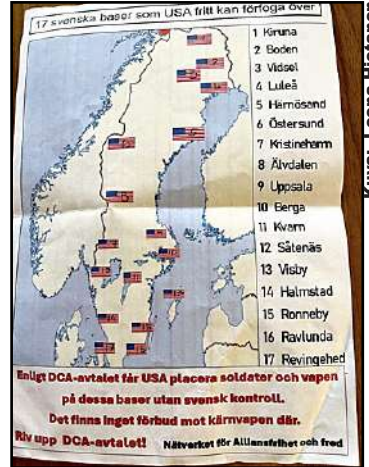 17 svenska baser som USA fritt kan förfoga över
1 Kiruna
2 Boden
3 Vidsel
4 Luleå
5 Härnösand
6 Östersund
7 Kristinehamn
8 Älvdalen
9 Uppsala
10 Berga
11 Kvarn
12 Såtenäs
13 Visby
14 Halmstad
15 Ronneby
16 Ravlunda
17 Revingehed
Enligt DCA-avtalet får USA placera soldater och vapen
på dessa baser utan svensk kontroll.
Det finns inget förbud mot kärnvapen där.
Riv upp DCA-avtalet! Nätverket för Alliansfrihet och fred